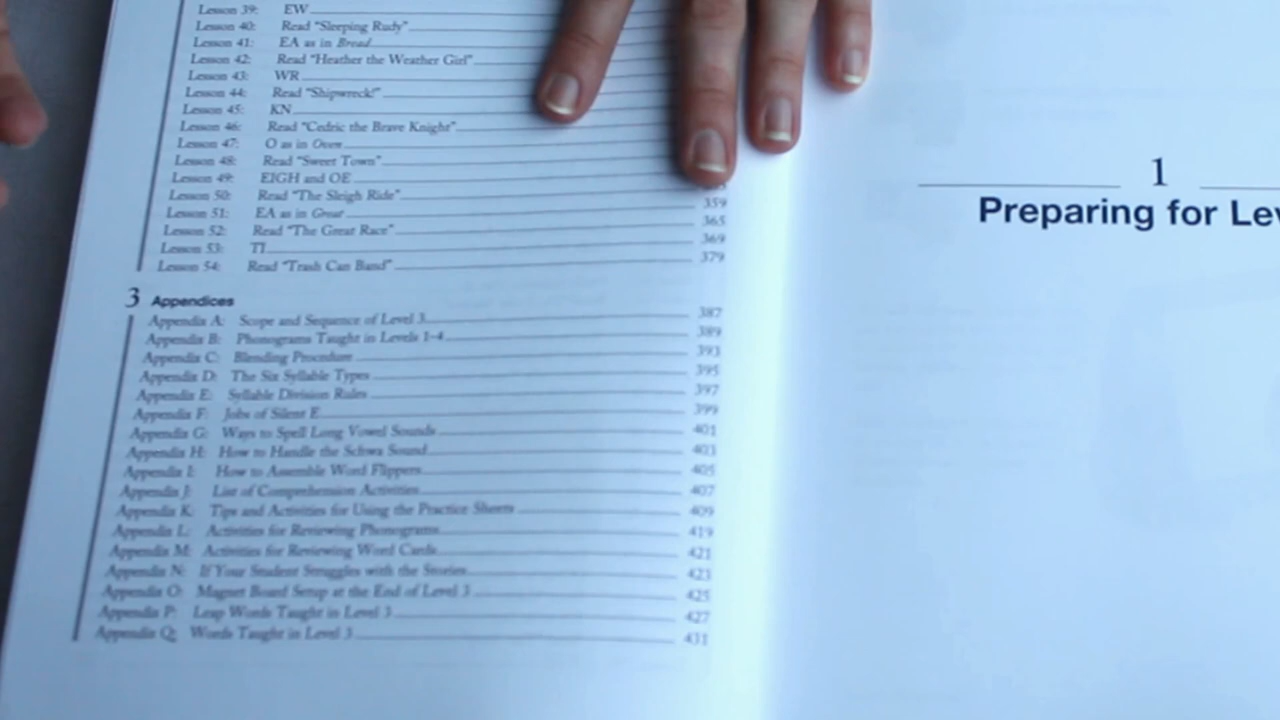 Lesson 39: EW
Lesson 40: Read "Sleeping Rudy"
Lesson 41: EA as in Bread
Lesson 42: Read "Heather the Weather Girl"
Lesson 43: WR
Lesson 44: Read "Shipwreck!"
Lesson 45: KN
Lesson 46: Read "Cedric the Brave Knight"
Lesson 47: O as in Oven
Lesson 48: Read "Sweet Town"
Lesson 49: EIGH and OE
Lesson 50: Read "The Sleigh Ride" 359
Lesson 51: EA as in Great 365
Lesson 52: Read "The Great Race" 369
Lesson 53: TI 379
Lesson 54: Read "Trash Can Band"
3 Appendices
Appendix A: Scope and Sequence of Level 3 387
Appendix B: Phonograms Taught in Levels 1-4 389
Appendix C: Blending Procedure 393
Appendix D: The Six Syllable Types 395
Appendix E: Syllable Division Rules 397
Appendix F: Jobs of Silent E 399
Appendix G: Ways to Spell Long Vowel Sounds 401
Appendix H: How to Handle the Schwa Sound 403
Appendix I: How to Assemble Word Flippers 405
Appendix J: List of Comprehension Activities 407
Appendix K: Tips and Activities for Using the Practice Sheets 409
Appendix L: Activities for Reviewing Phonograms 419
Appendix M: Activities for Reviewing Word Cards 421
Appendix N: If Your Student Struggles with the Stories 423
Appendix O: Magnet Board Setup at the End of Level 3 425
Appendix P: Leap Words Taught in Level 3 427
Appendix Q: Words Taught in Level 3 431
1
Preparing for Lev